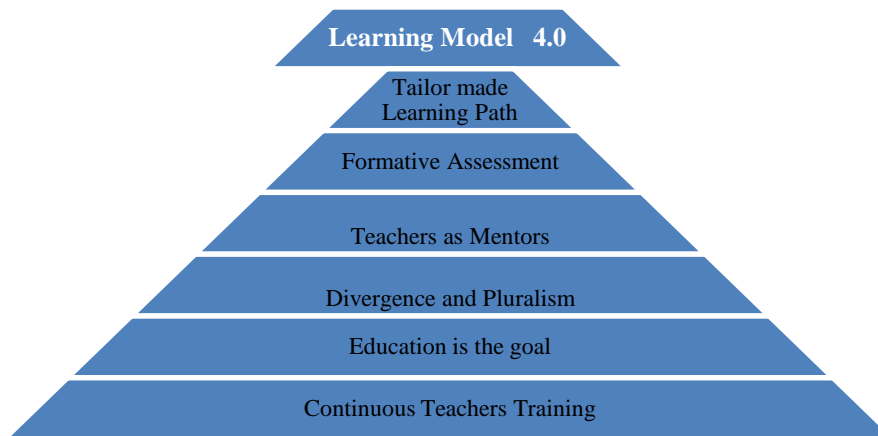 Learning Model 4.0
Tailor made
Learning Path
Formative Assessment
Teachers as Mentors
Divergence and Pluralism
Education is the goal
Continuous Teachers Training